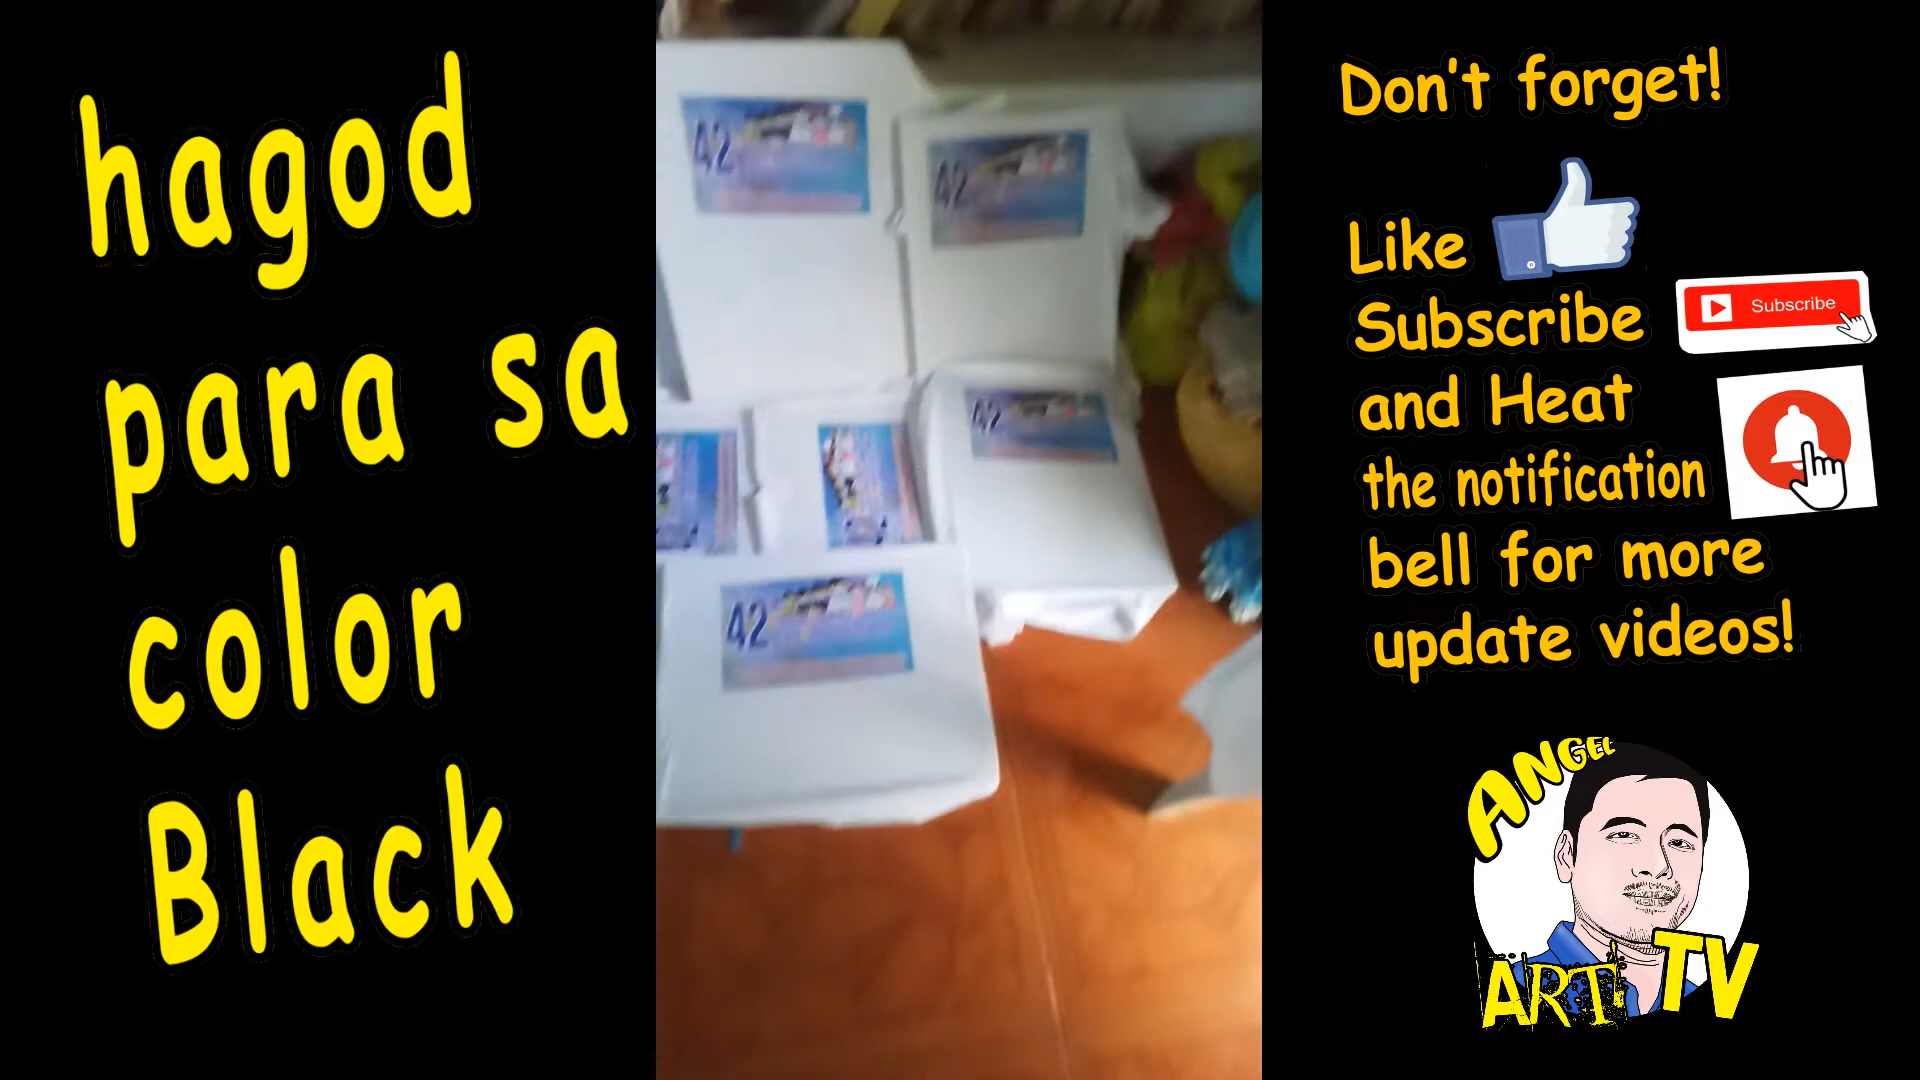 hagod
para sa
color
Black
42
42
42
42
Don't forget!
Like
Subscribe
Subscribe
and Heat
the notification
bell for more
update videos!
ANGEL
ART TV